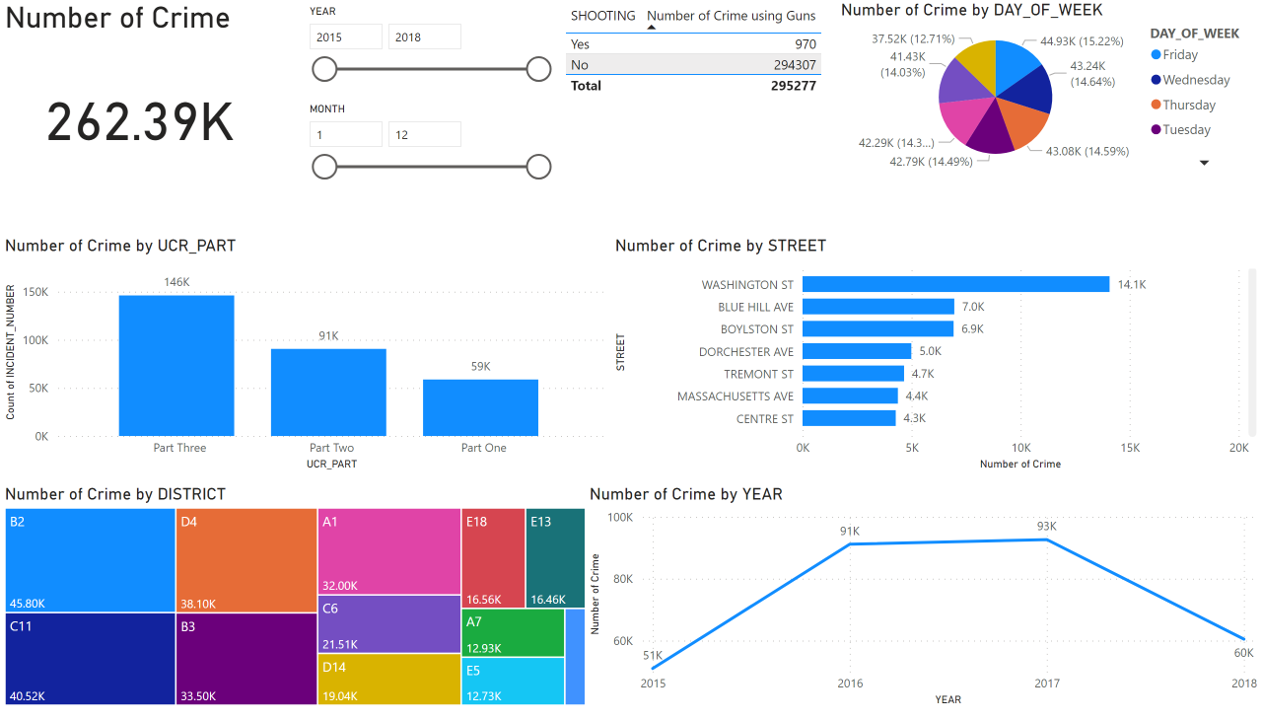 Number of Crime
262.39K
YEAR
2015 2018
MONTH
1 12
SHOOTING Number of Crime using Guns
Yes 970
No 294307
Total 295277
Number of Crime by DAY_OF_WEEK
37.52K (12.71%)
44.93K (15.22%)
41.43K
(14.03%)
43.24K
(14.64%)
42.29K (14.3...)
43.08K (14.59%)
42.79K (14.49%)
DAY_OF_WEEK
Friday
Wednesday
Thursday
Tuesday
Number of Crime by UCR_PART
Count of INCIDENT_NUMBER
150K
100K
50K
0K
146K
91K
59K
Part Three Part Two Part One
UCR_PART
Number of Crime by STREET
STREET
WASHINGTON ST 14.1K
BLUE HILL AVE 7.0K
BOYLSTON ST 6.9K
DORCHESTER AVE 5.0K
TREMONT ST 4.7K
MASSACHUSETTS AVE 4.4K
CENTRE ST 4.3K
0K 5K 10K 15K 20K
Number of Crime
Number of Crime by DISTRICT
B2
45.80K
C11
40.52K
D4
38.10K
B3
33.50K
A1
32.00K
C6
21.51K
D14
19.04K
E18
16.56K
E13
16.46K
A7
12.93K
E5
12.73K
Number of Crime by YEAR
Number of Crime
100K
80K
60K
51K
91K
93K
60K
2015 2016 2017 2018
YEAR